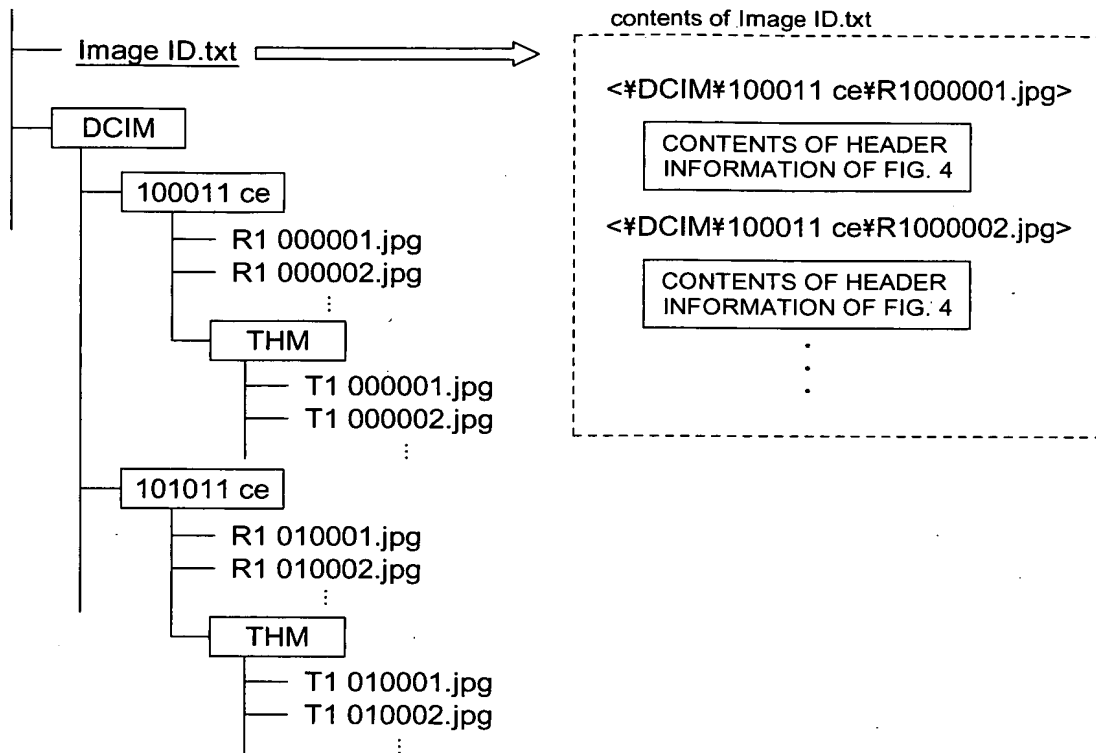 Image ID.txt
DCIM
100011 ce
R1 000001.jpg
R1 000002.jpg
⋮
THM
T1 000001.jpg
T1 000002.jpg
⋮
101011 ce
R1 010001.jpg
R1 010002.jpg
⋮
THM
T1 010001.jpg
T1 010002.jpg
⋮
contents of Image ID.txt
<¥DCIM¥100011 ce¥R1000001.jpg>
CONTENTS OF HEADER
INFORMATION OF FIG. 4
<¥DCIM¥100011 ce¥R1000002.jpg>
CONTENTS OF HEADER
INFORMATION OF FIG. 4
⋮